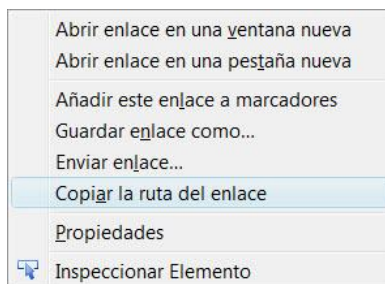 Abrir enlace en una ventana nueva
Abrir enlace en una pestaña nueva
Añadir este enlace a marcadores
Guardar enlace como...
Enviar enlace...
Copiar la ruta del enlace
Propiedades
Inspeccionar Elemento